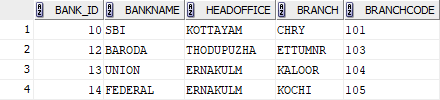 BANK_ID BANKNAME HEADOFFICE BRANCH BRANCHCODE
1 10 SBI KOTTAYAM CHRY 101
2 12 BARODA THODUPUZHA ETTUMNR 103
3 13 UNION ERNAKULM KALOOR 104
4 14 FEDERAL ERNAKULM KOCHI 105